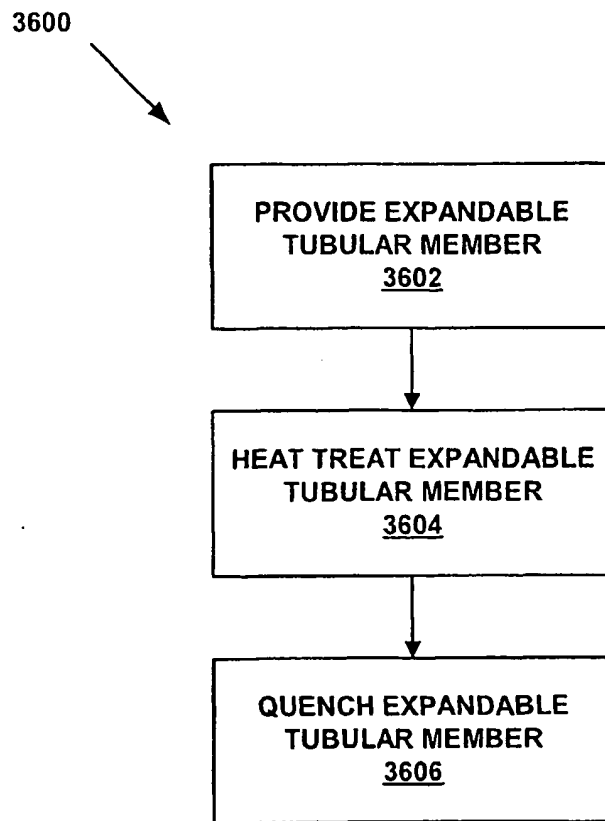 3600
PROVIDE EXPANDABLE
TUBULAR MEMBER
3602
HEAT TREAT EXPANDABLE
TUBULAR MEMBER
3604
QUENCH EXPANDABLE
TUBULAR MEMBER
3606